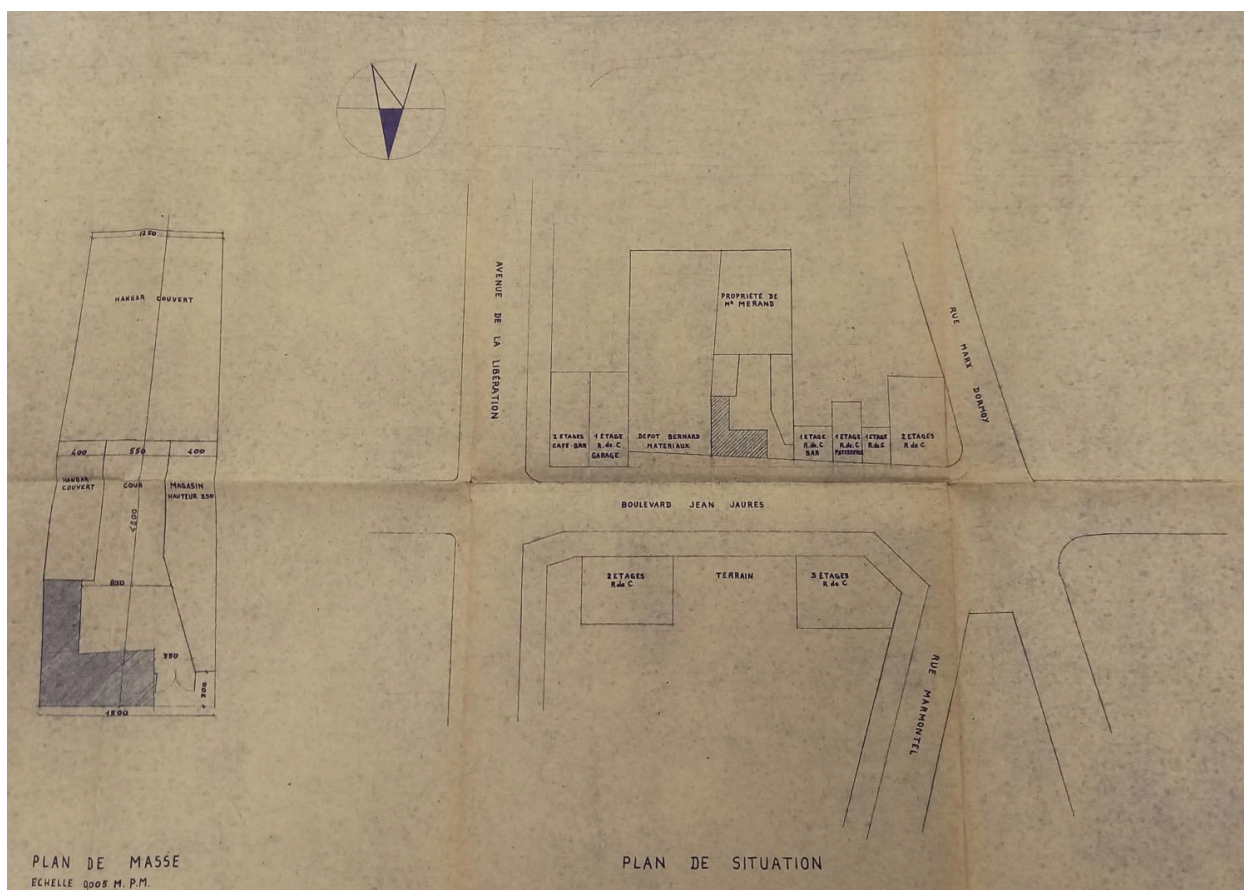 1250
HANGAR COUVERT
400
550
400
HANGAR
COUVERT
COUR
MAGASIN
HAUTEUR 350
800
350
1500
PLAN DE MASSE
ECHELLE 0,005 M. P.M.
AVENUE DE LA LIBÉRATION
PROPRIÉTÉ DE
MR MERAND
2 ETAGES
CAFÉ-BAR
1 ETAGE
R. de C.
GARAGE
DEPOT BERNARD
MATERIAUX
1 ETAGE
R. de C.
BAR
1 ETAGE
R de C
PATISSERIE
1 ETAGE
R de C
2 ETAGES
R de C
RUE MARX DORMOY
BOULEVARD JEAN JAURES
2 ETAGES
R de C
TERRAIN
3 ETAGES
R de C
RUE MARMONTEL
PLAN DE SITUATION